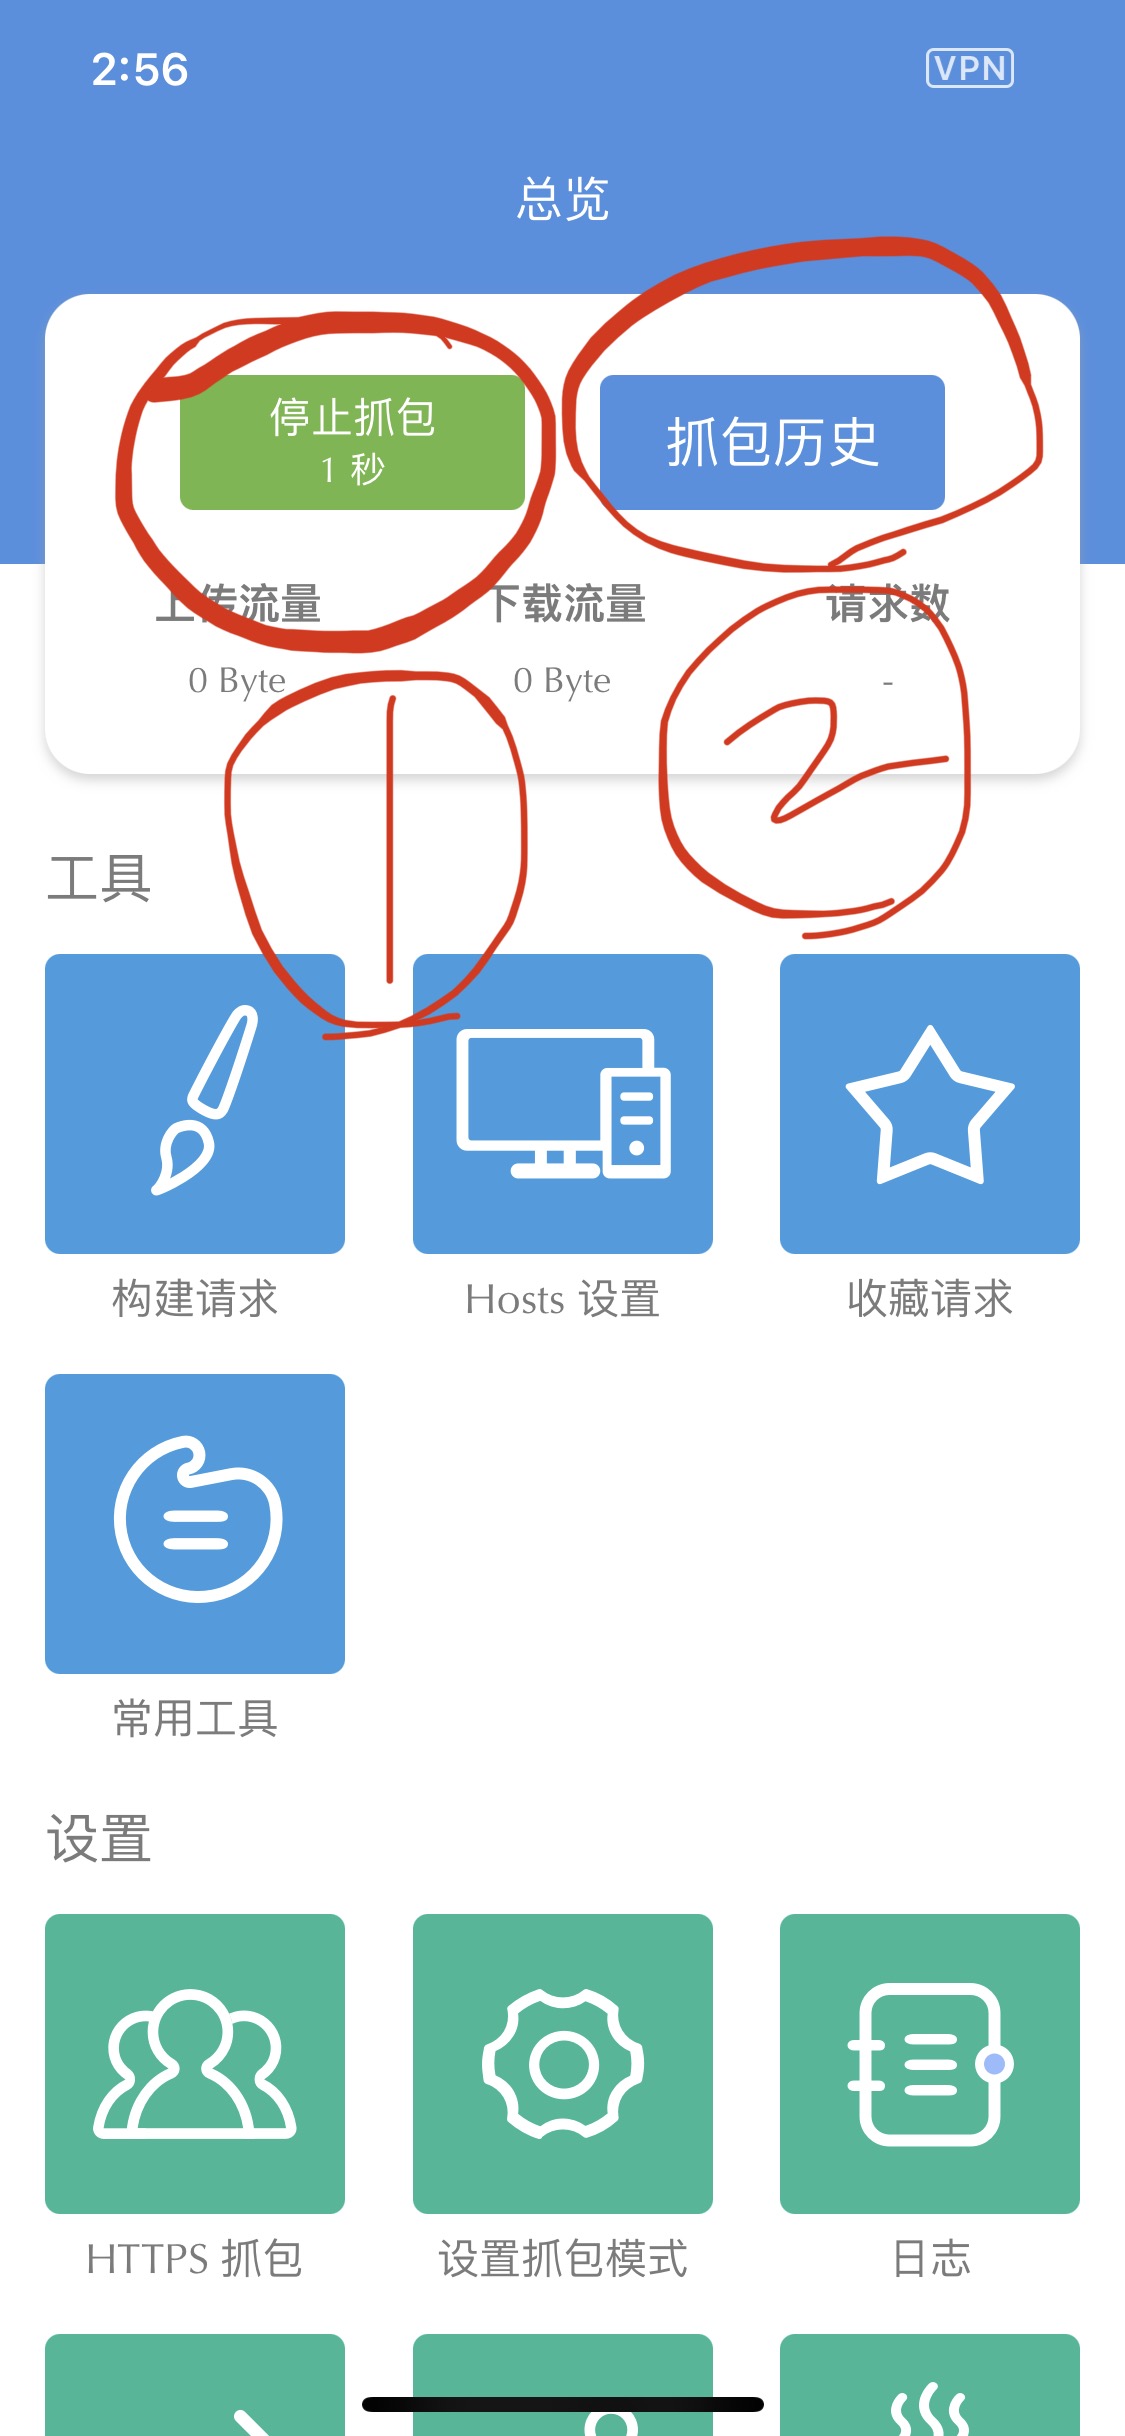 2:56 VPN
总览
停止抓包
1 秒
抓包历史
上传流量 下载流量 请求数
0 Byte 0 Byte -
1 2
工具
构建请求 Hosts 设置 收藏请求
常用工具
设置
HTTPS 抓包 设置抓包模式 日志